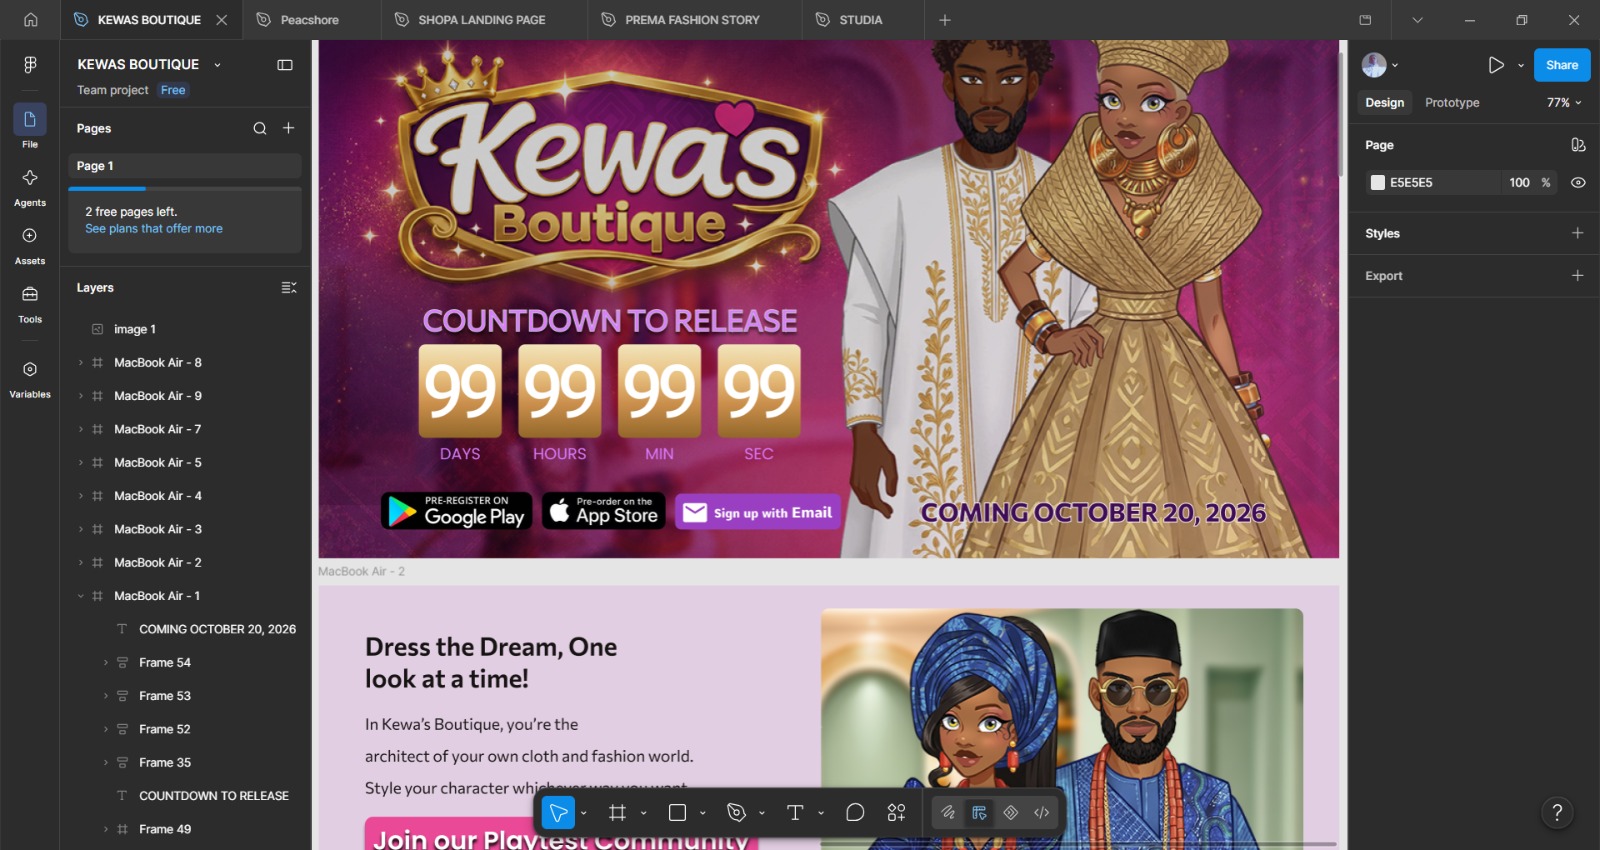 KEWAS BOUTIQUE
Peacshore
SHOPA LANDING PAGE
PREMA FASHION STORY
STUDIA
KEWAS BOUTIQUE
Team project Free
File
Agents
Assets
Tools
Variables
Pages
Page 1
2 free pages left.
See plans that offer more
Layers
image 1
MacBook Air - 8
MacBook Air - 9
MacBook Air - 7
MacBook Air - 5
MacBook Air - 4
MacBook Air - 3
MacBook Air - 2
MacBook Air - 1
COMING OCTOBER 20, 2026
Frame 54
Frame 53
Frame 52
Frame 35
COUNTDOWN TO RELEASE
Frame 49
Kewa's
Boutique
COUNTDOWN TO RELEASE
99 99 99 99
DAYS HOURS MIN SEC
PRE-REGISTER ON
Google Play
Pre-order on the
App Store
Sign up with Email
COMING OCTOBER 20, 2026
MacBook Air - 2
Dress the Dream, One
look at a time!
In Kewa’s Boutique, you’re the
architect of your own cloth and fashion world.
Style your character whichever way you want
Join our Playtest Community
Share
Design Prototype 77%
Page
E5E5E5 100 %
Styles
Export
?